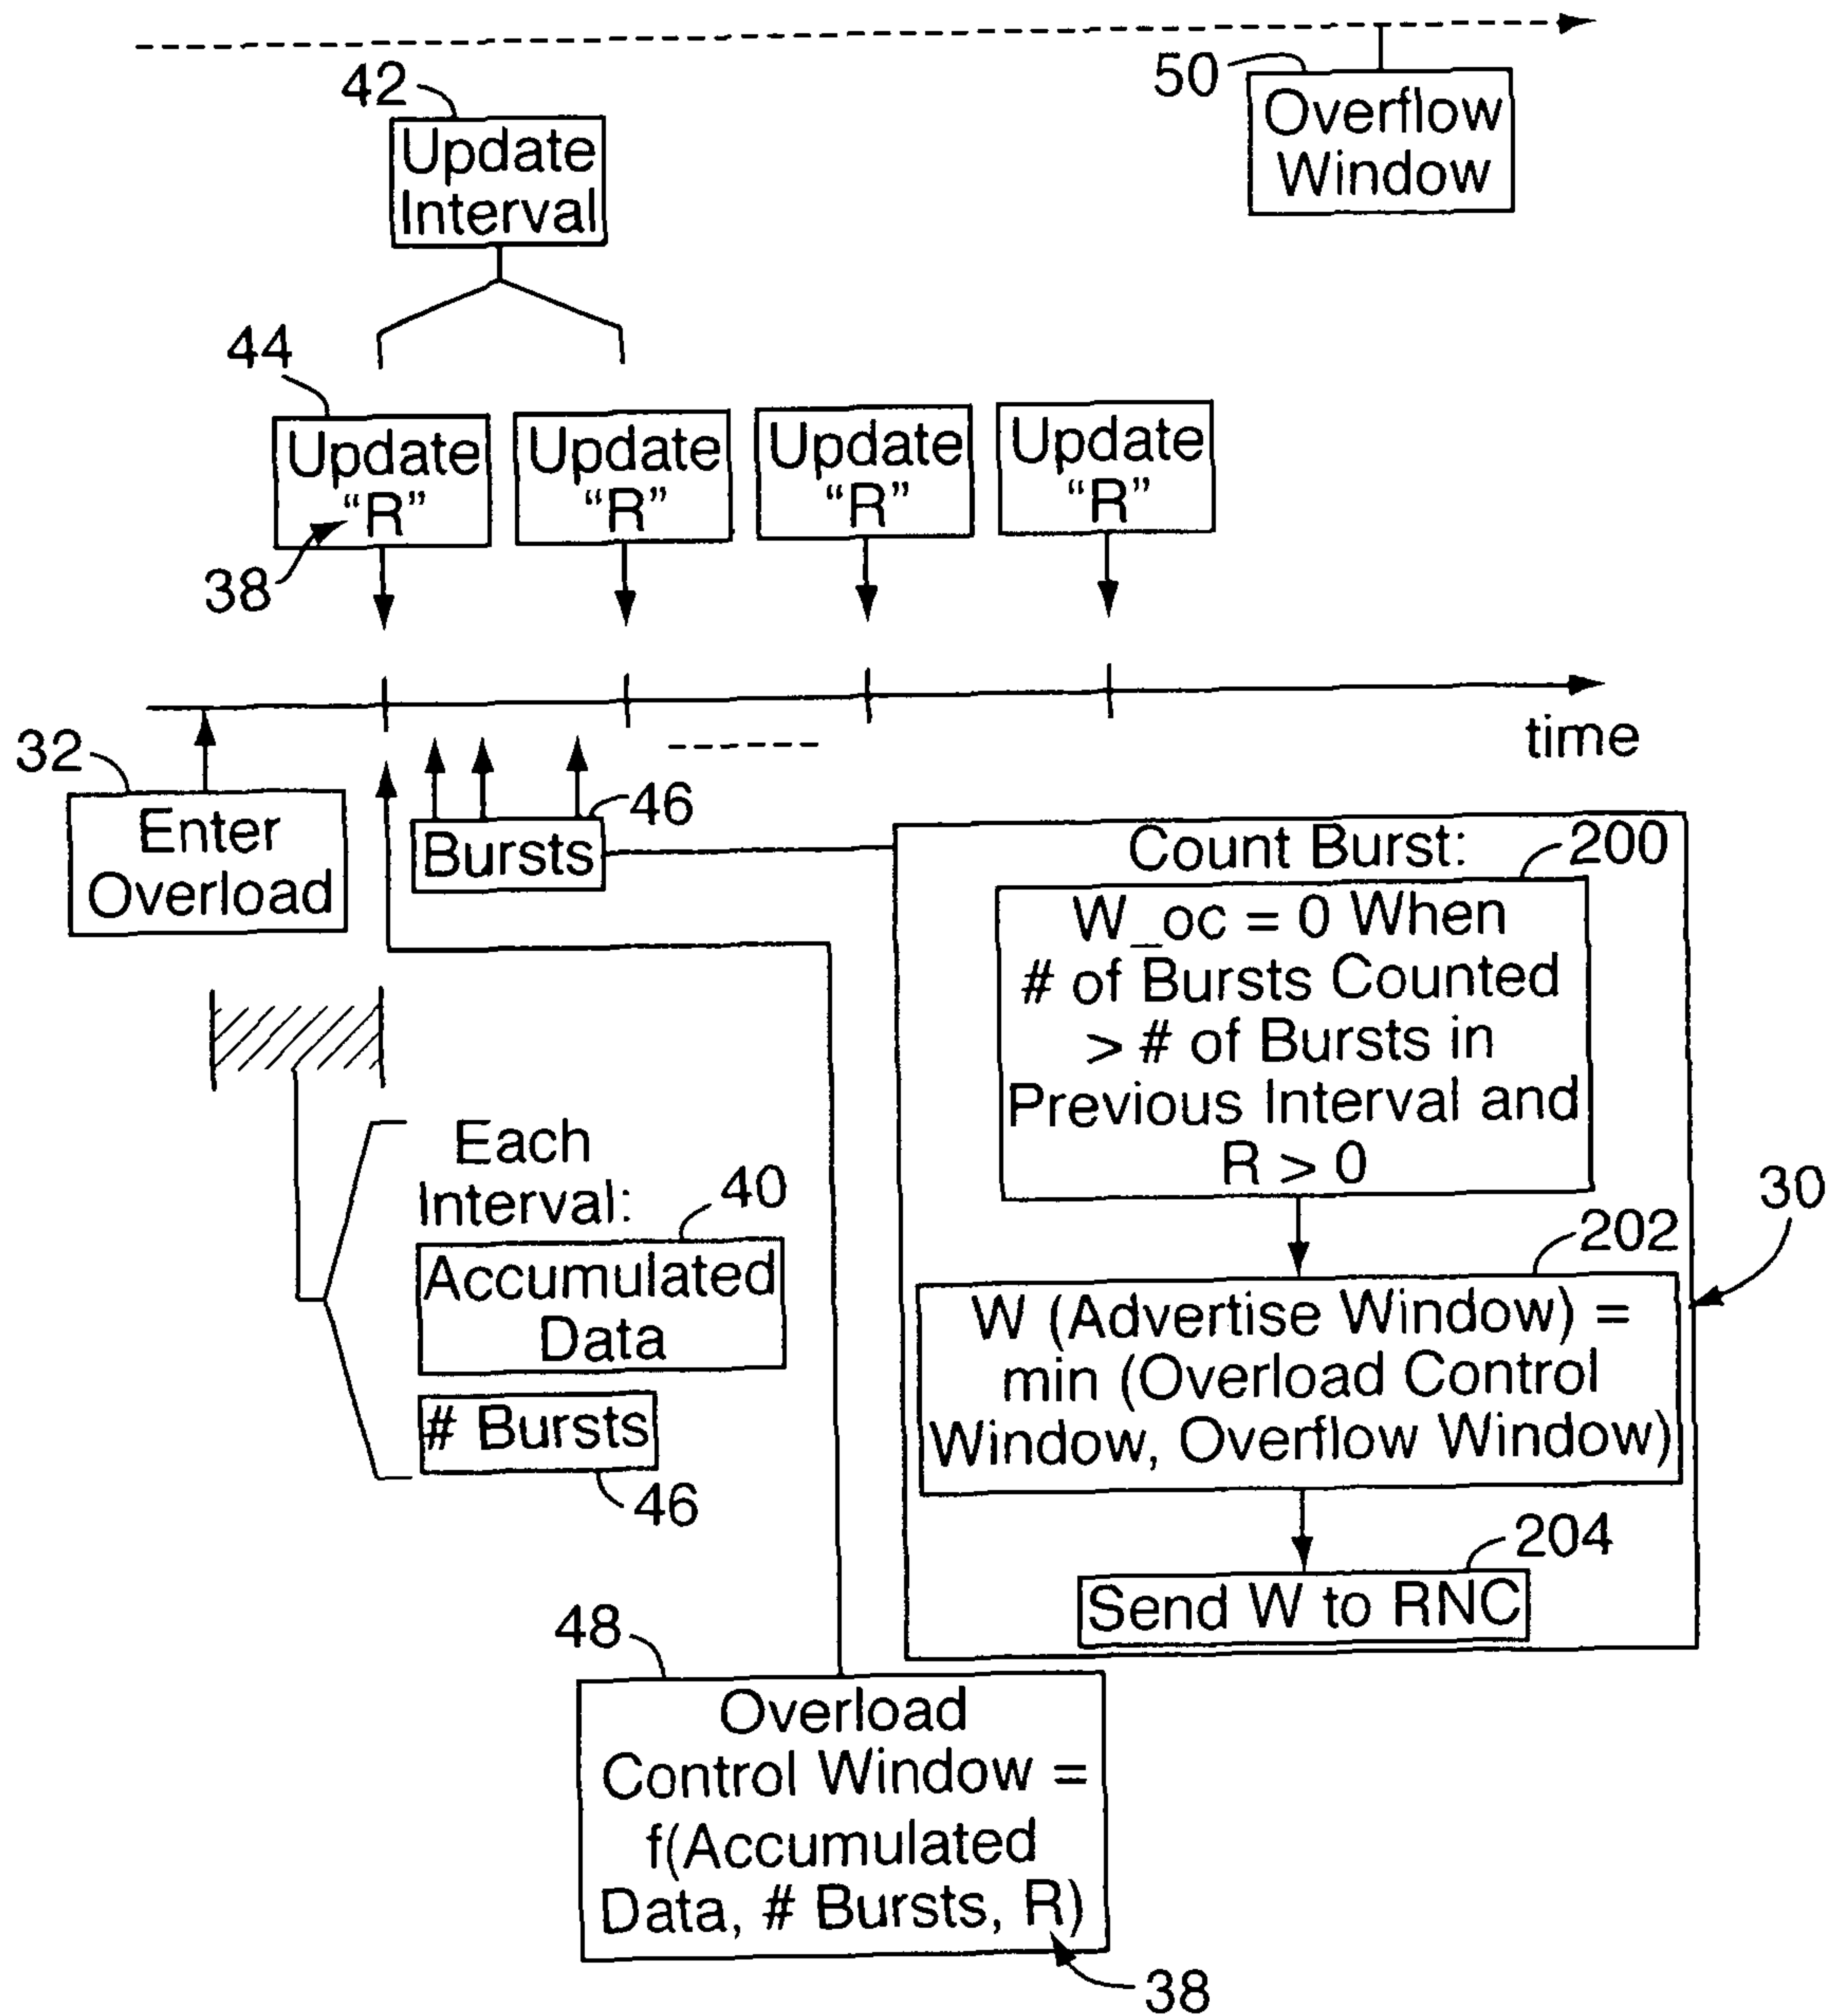 50
Overflow
Window
42
Update
Interval
44
Update
“R”
Update
“R”
Update
“R”
Update
“R”
38
time
32
Enter
Overload
46
Bursts
Count Burst:
200
W_oc = 0 When
# of Bursts Counted
> # of Bursts in
Previous Interval and
R > 0
30
202
W (Advertise Window) =
min (Overload Control
Window, Overflow Window)
204
Send W to RNC
Each
Interval:
40
Accumulated
Data
# Bursts
46
48
Overload
Control Window =
f(Accumulated
Data, # Bursts, R)
38